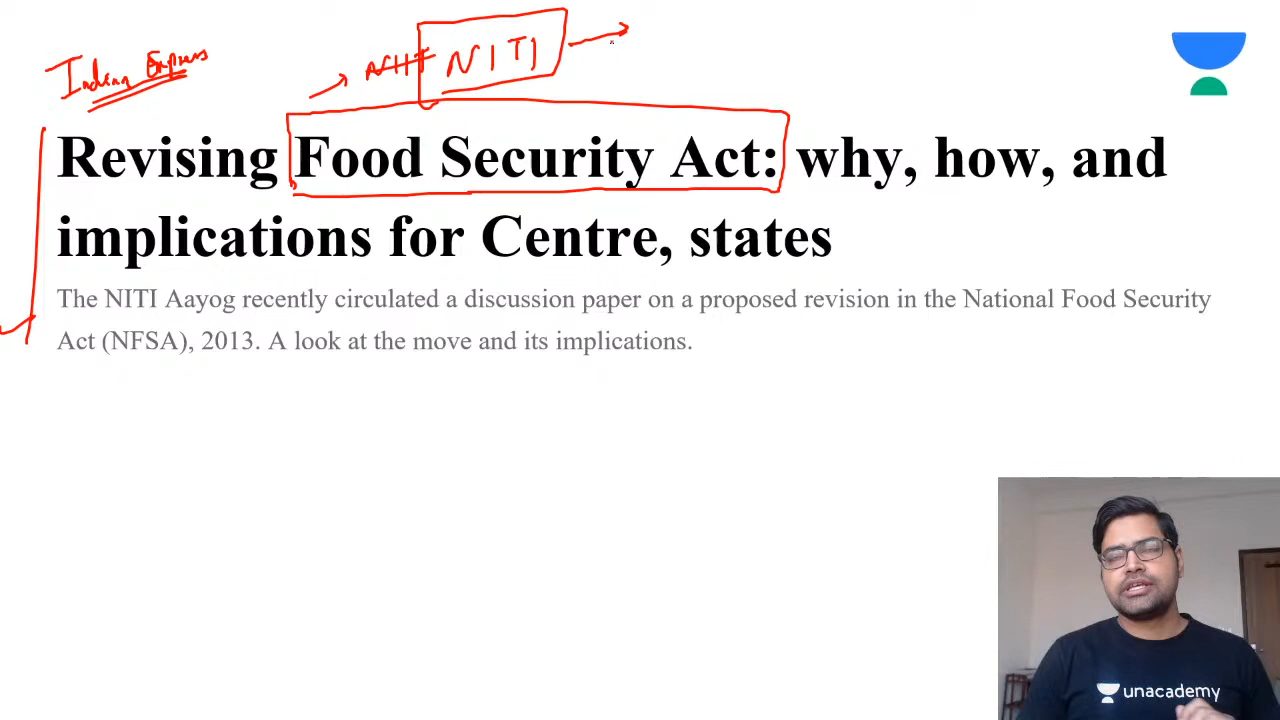 Indian Express
NITI
NITI
Revising Food Security Act: why, how, and
implications for Centre, states
The NITI Aayog recently circulated a discussion paper on a proposed revision in the National Food Security
Act (NFSA), 2013. A look at the move and its implications.
unacademy